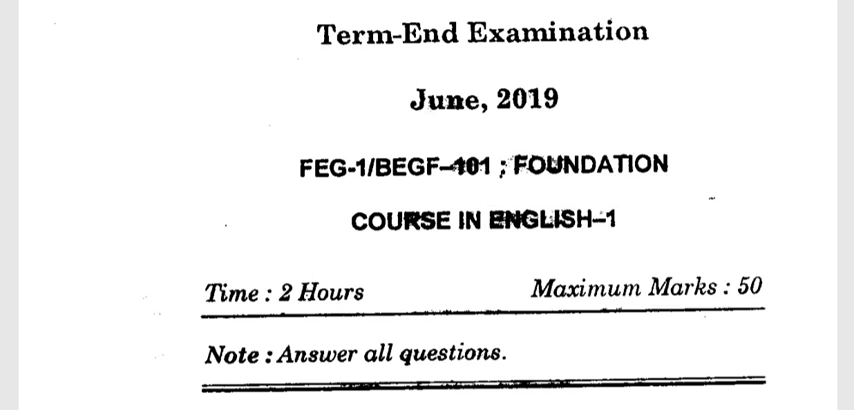 Term-End Examination
June, 2019
FEG-1/BEGF–101 ; FOUNDATION
COURSE IN ENGLISH–1
Time : 2 Hours Maximum Marks : 50
Note : Answer all questions.